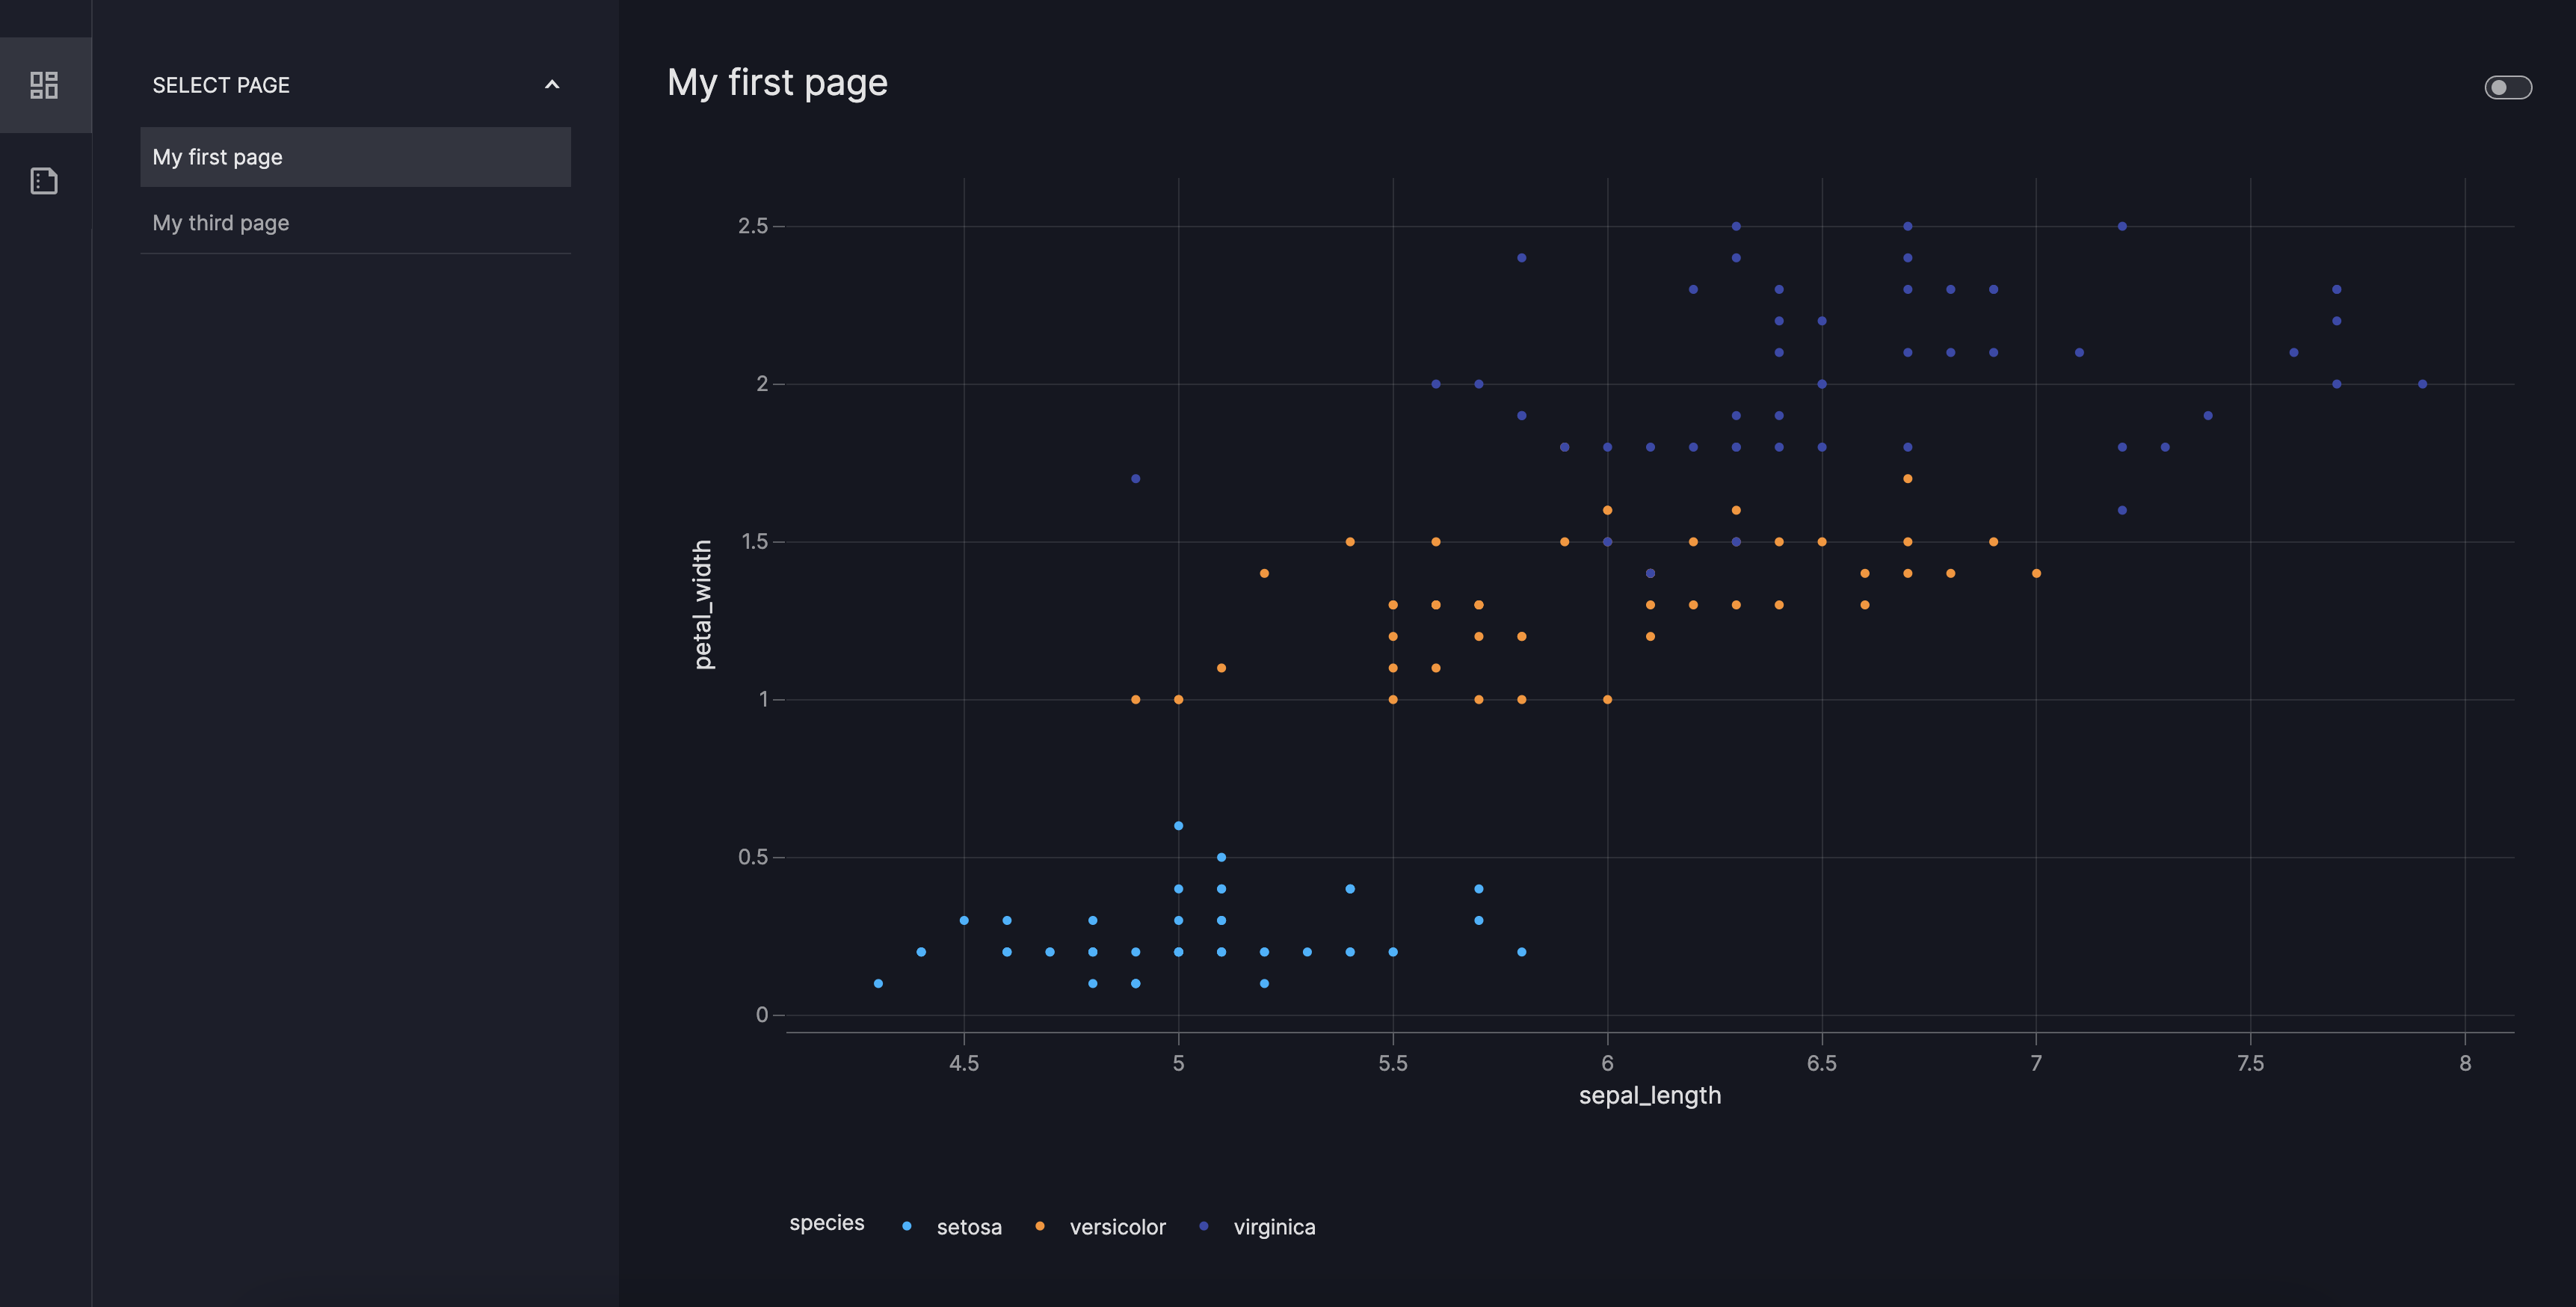 SELECT PAGE
My first page
My third page
My first page
2.5
2
1.5
1
0.5
0
petal_width
4.5 5 5.5 6 6.5 7 7.5 8
sepal_length
species setosa versicolor virginica